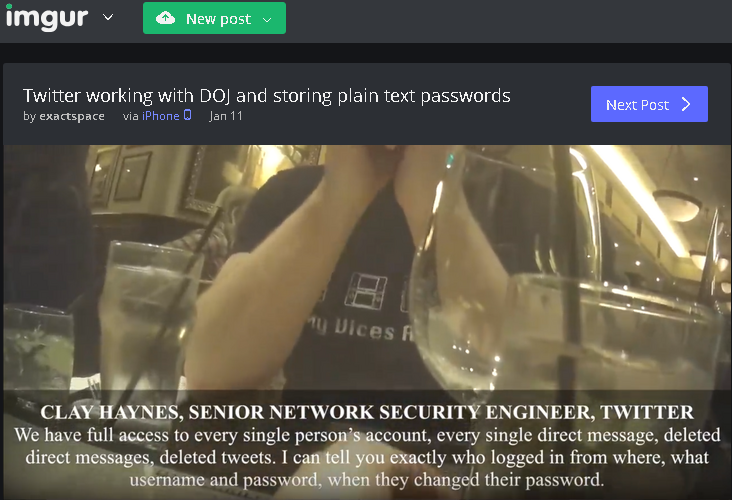 imgur
New post
Twitter working with DOJ and storing plain text passwords
by exactspace via iPhone Jan 11
Next Post
My Vices A
CLAY HAYNES, SENIOR NETWORK SECURITY ENGINEER, TWITTER
We have full access to every single person's account, every single direct message, deleted
direct messages, deleted tweets. I can tell you exactly who logged in from where, what
username and password, when they changed their password.